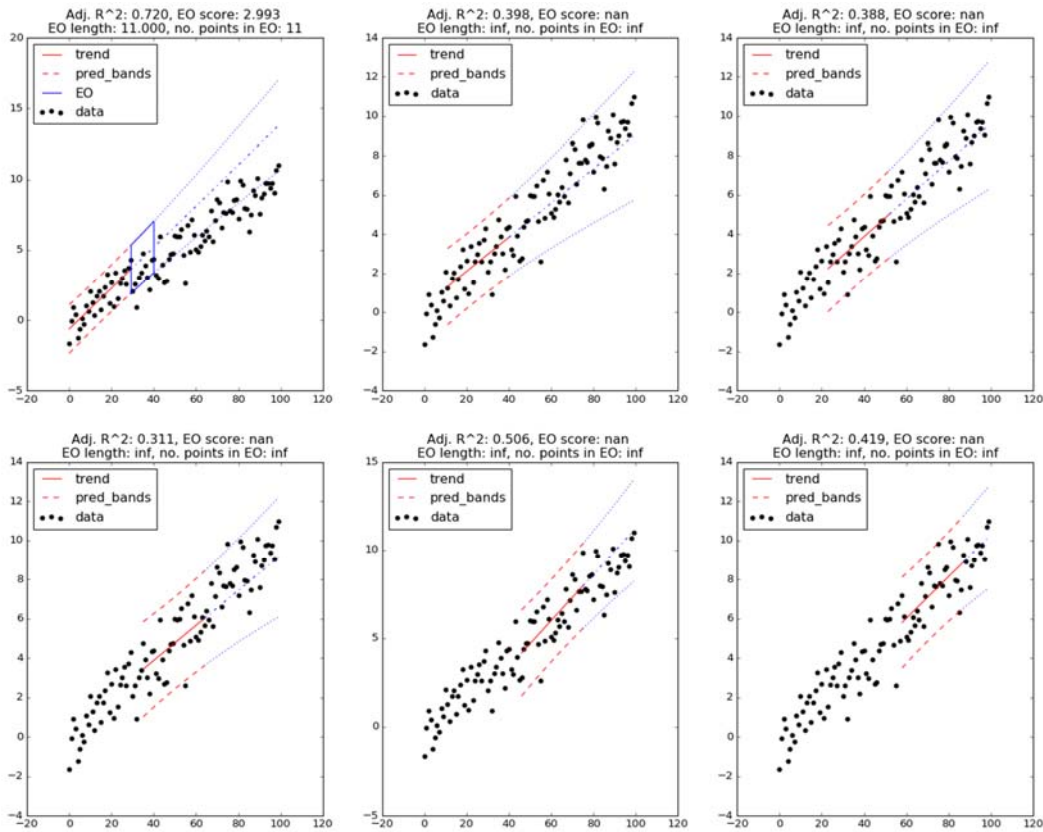 Adj. R^2: 0.720, EO score: 2.993
EO length: 11.000, no. points in EO: 11
20
15
10
5
0
−5
trend
pred_bands
EO
data
−20 0 20 40 60 80 100 120
Adj. R^2: 0.398, EO score: nan
EO length: inf, no. points in EO: inf
14
12
10
8
6
4
2
0
−2
−4
trend
pred_bands
data
−20 0 20 40 60 80 100 120
Adj. R^2: 0.388, EO score: nan
EO length: inf, no. points in EO: inf
14
12
10
8
6
4
2
0
−2
−4
trend
pred_bands
data
−20 0 20 40 60 80 100 120
Adj. R^2: 0.311, EO score: nan
EO length: inf, no. points in EO: inf
14
12
10
8
6
4
2
0
−2
−4
trend
pred_bands
data
−20 0 20 40 60 80 100 120
Adj. R^2: 0.506, EO score: nan
EO length: inf, no. points in EO: inf
15
10
5
0
−5
trend
pred_bands
data
−20 0 20 40 60 80 100 120
Adj. R^2: 0.419, EO score: nan
EO length: inf, no. points in EO: inf
14
12
10
8
6
4
2
0
−2
−4
trend
pred_bands
data
−20 0 20 40 60 80 100 120